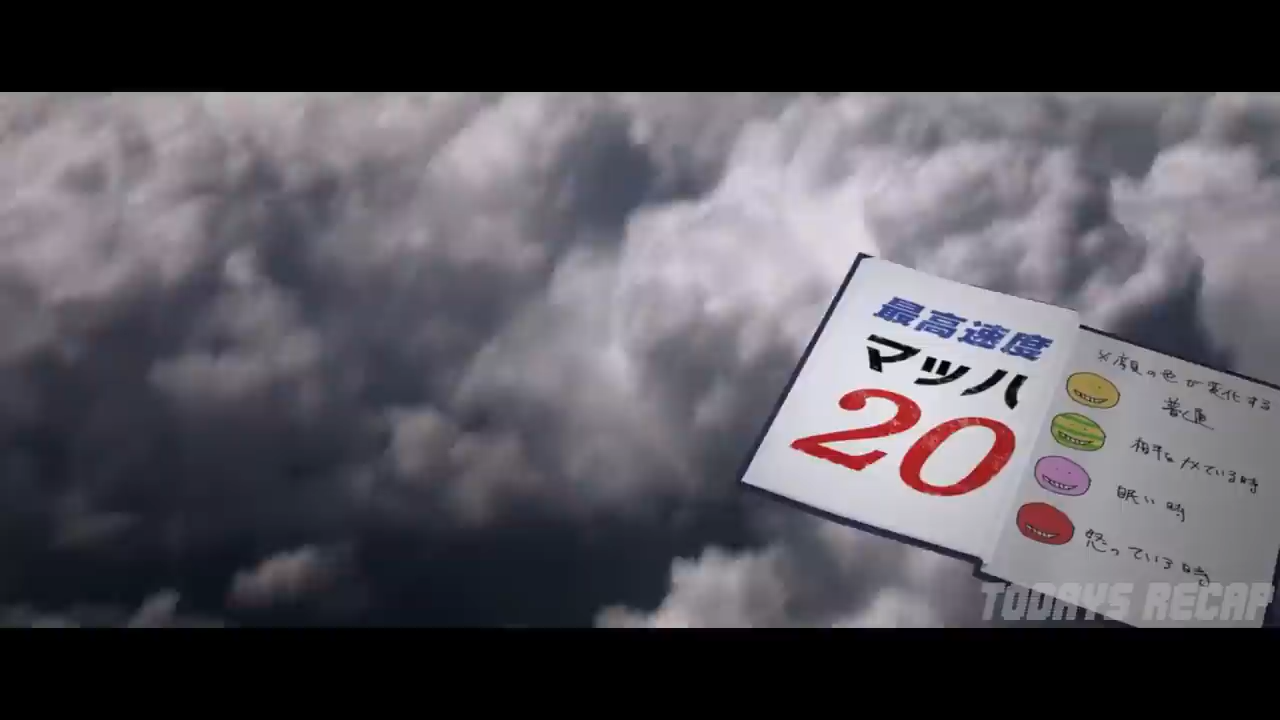 最高速度
マッハ
20
※顔の色が変化する
普通
相手をナメている時
眠い時
怒っている時
TODAYS RECAP